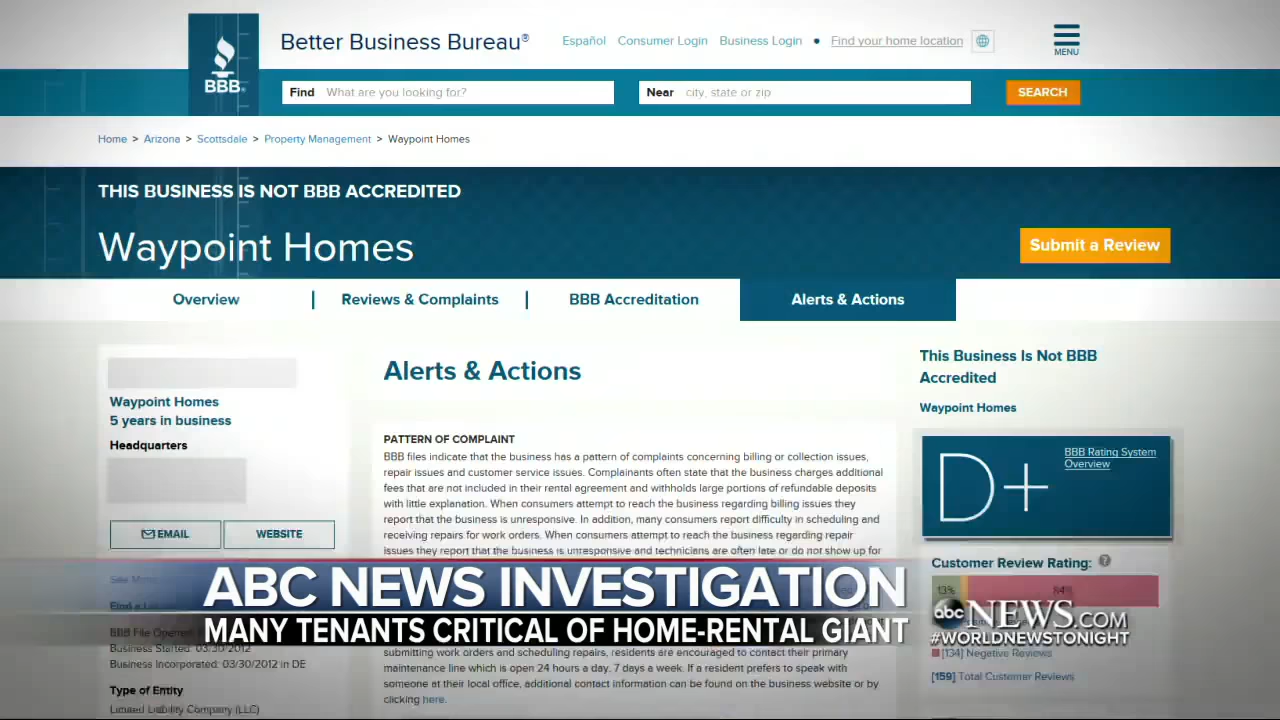 BBB.
Better Business Bureau®
Español Consumer Login Business Login • Find your home location
MENU
Find What are you looking for?
Near city, state or zip
SEARCH
Home > Arizona > Scottsdale > Property Management > Waypoint Homes
THIS BUSINESS IS NOT BBB ACCREDITED
Waypoint Homes
Submit a Review
Overview
Reviews & Complaints
BBB Accreditation
Alerts & Actions
Waypoint Homes
5 years in business
Headquarters
EMAIL
WEBSITE
BBB File Opened:
Business Started: 03/30/2012
Business Incorporated: 03/30/2012 in DE
Type of Entity
Limited Liability Company (LLC)
Alerts & Actions
PATTERN OF COMPLAINT
BBB files indicate that the business has a pattern of complaints concerning billing or collection issues,
repair issues and customer service issues. Complainants often state that the business charges additional
fees that are not included in their rental agreement and withholds large portions of refundable deposits
with little explanation. When consumers attempt to reach the business regarding billing issues they
report that the business is unresponsive. In addition, many consumers report difficulty in scheduling and
receiving repairs for work orders. When consumers attempt to reach the business regarding repair
issues they report that the business is unresponsive and technicians are often late or do not show up for
submitting work orders and scheduling repairs, residents are encouraged to contact their primary
maintenance line which is open 24 hours a day, 7 days a week. If a resident prefers to speak with
someone at their local office, additional contact information can be found on the business website or by
clicking here.
This Business Is Not BBB
Accredited
Waypoint Homes
D+
BBB Rating System
Overview
Customer Review Rating: ?
13% 84%
[134] Negative Reviews
[159] Total Customer Reviews
ABC NEWS INVESTIGATION
MANY TENANTS CRITICAL OF HOME-RENTAL GIANT
abc NEWS.COM
#WORLDNEWSTONIGHT